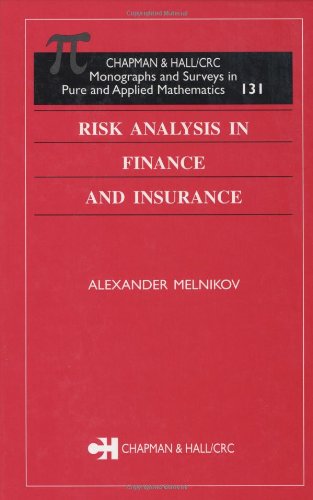 π
CHAPMAN & HALL/CRC
Monographs and Surveys in
Pure and Applied Mathematics 131
RISK ANALYSIS IN
FINANCE
AND INSURANCE
ALEXANDER MELNIKOV
CH
CHAPMAN & HALL/CRC